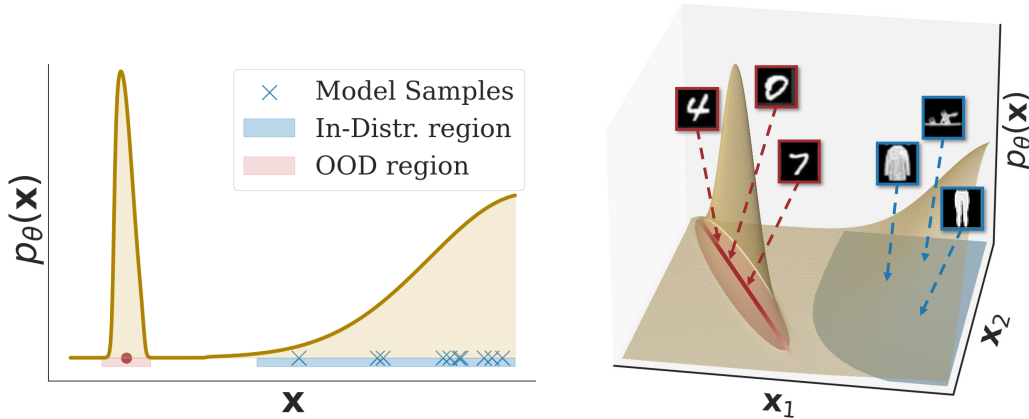 Model Samples
In-Distr. region
OOD region
pθ(x)
x
4
0
7
pθ(x)
x1
x2